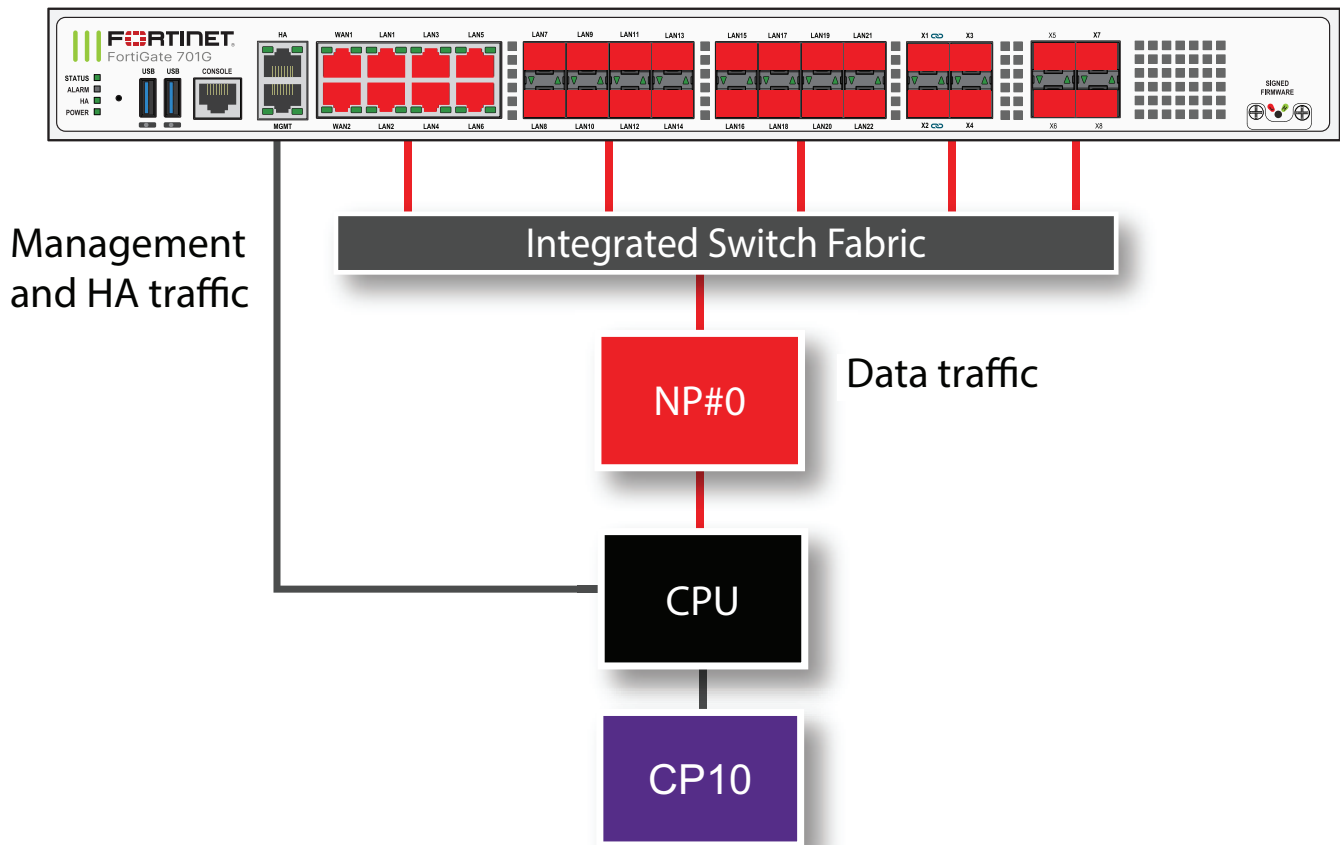 FORTINET.
FortiGate 701G
STATUS
ALARM
HA
POWER
USB USB CONSOLE
HA WAN1 LAN1 LAN3 LAN5 LAN7 LAN9 LAN11 LAN13 LAN15 LAN17 LAN19 LAN21 X1 X3 X5 X7
MGMT WAN2 LAN2 LAN4 LAN6 LAN8 LAN10 LAN12 LAN14 LAN16 LAN18 LAN20 LAN22 X2 X4 X6 X8
SIGNED
FIRMWARE
Management
and HA traffic
Integrated Switch Fabric
NP#0
Data traffic
CPU
CP10